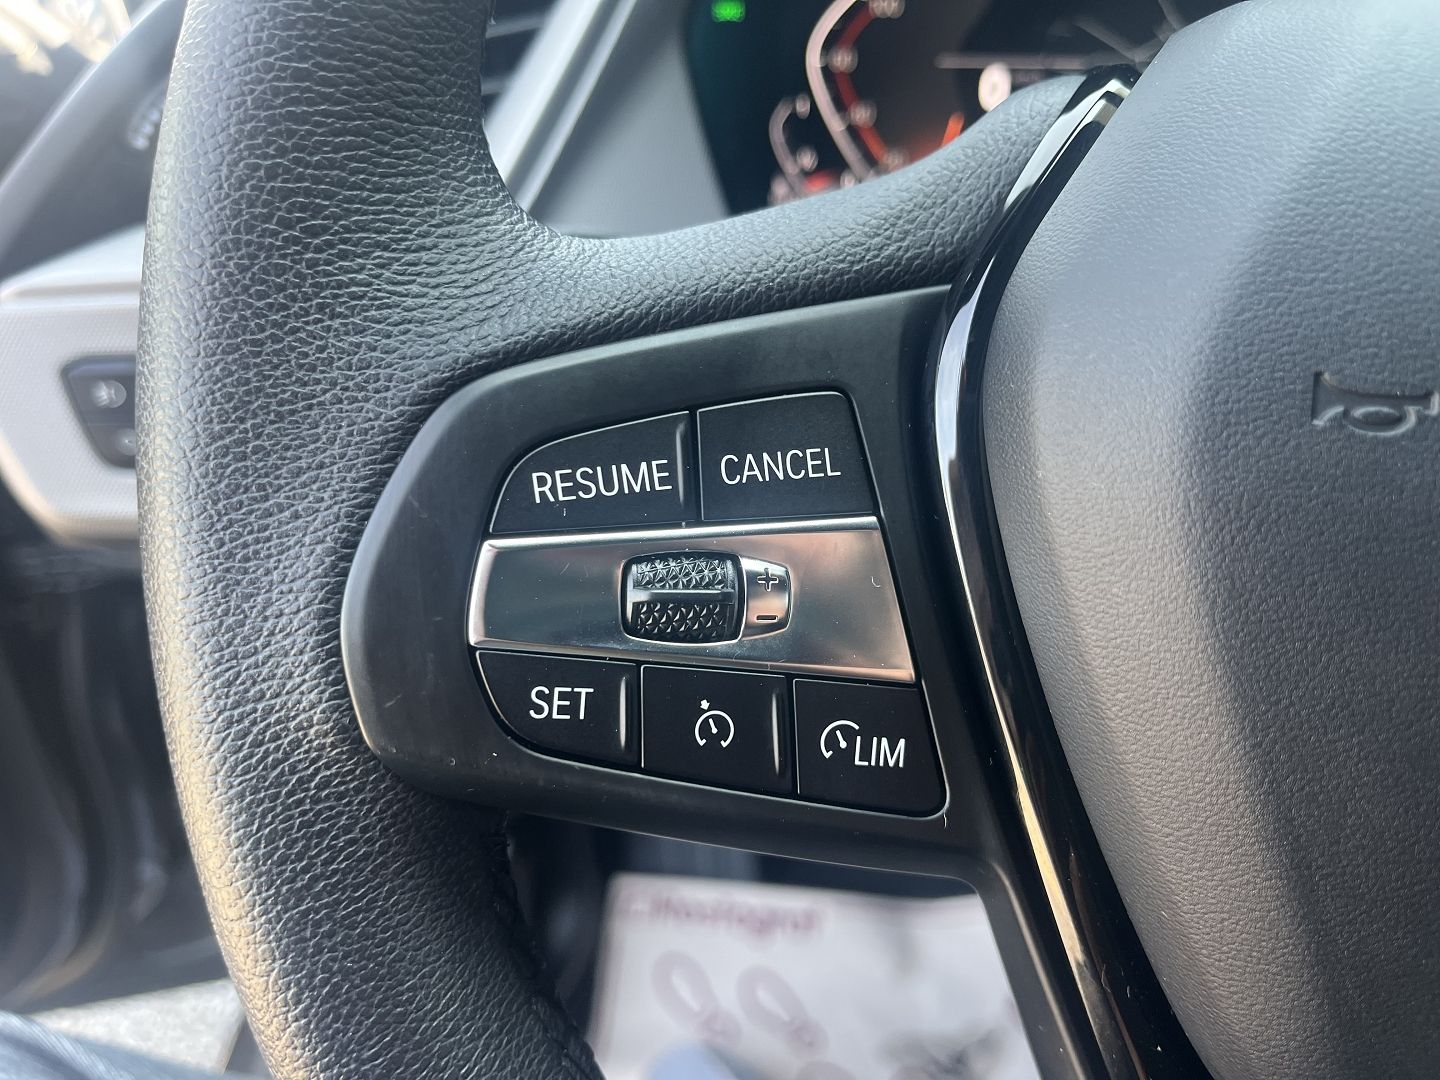 RESUME
CANCEL
+
-
SET
LIM